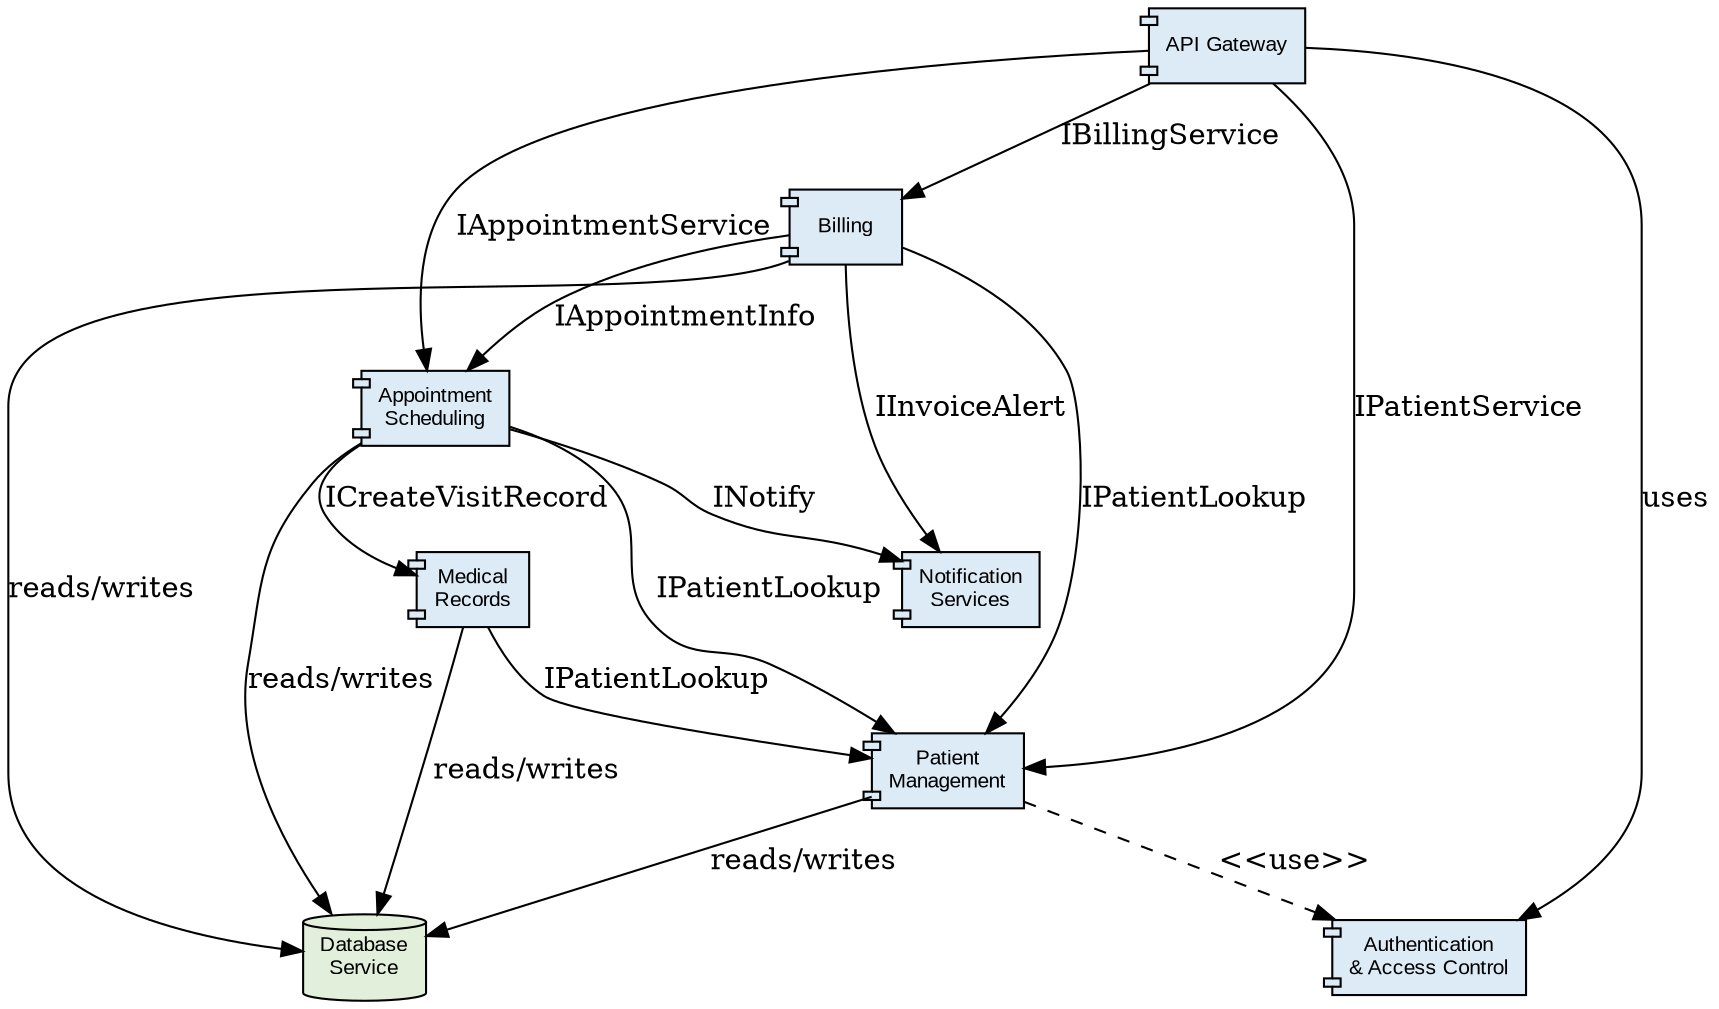 API Gateway
IBillingService
IAppointmentService
Billing
IAppointmentInfo
Appointment
Scheduling
IInvoiceAlert
IPatientService
ICreateVisitRecord
INotify
IPatientLookup
uses
reads/writes
Medical
Records
IPatientLookup
Notification
Services
reads/writes
IPatientLookup
reads/writes
Patient
Management
reads/writes
<<use>>
Database
Service
Authentication
& Access Control